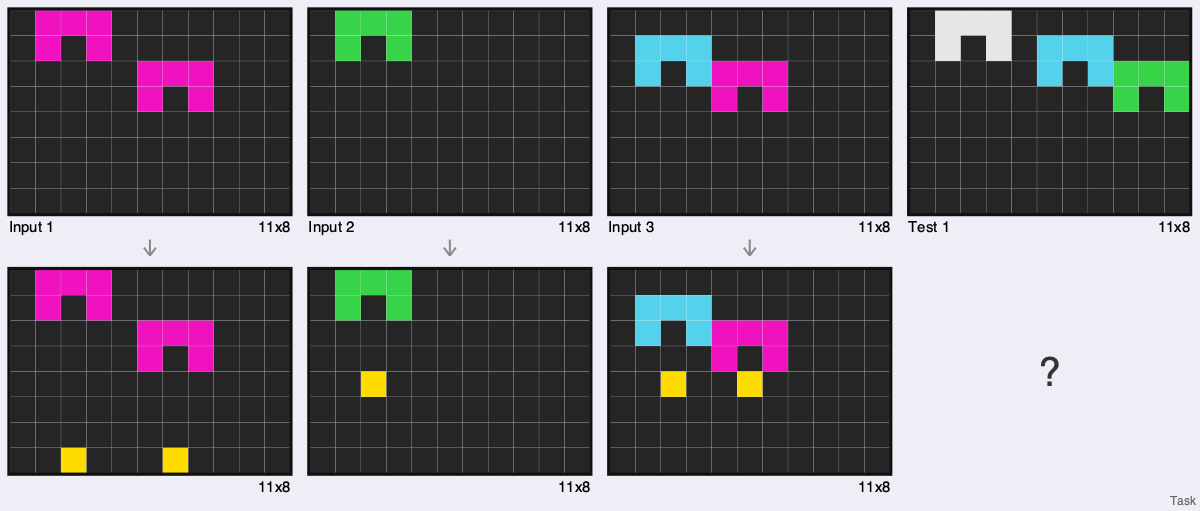 Input 1 11x8
Input 2 11x8
Input 3 11x8
Test 1 11x8
?
11x8
11x8
11x8
Task